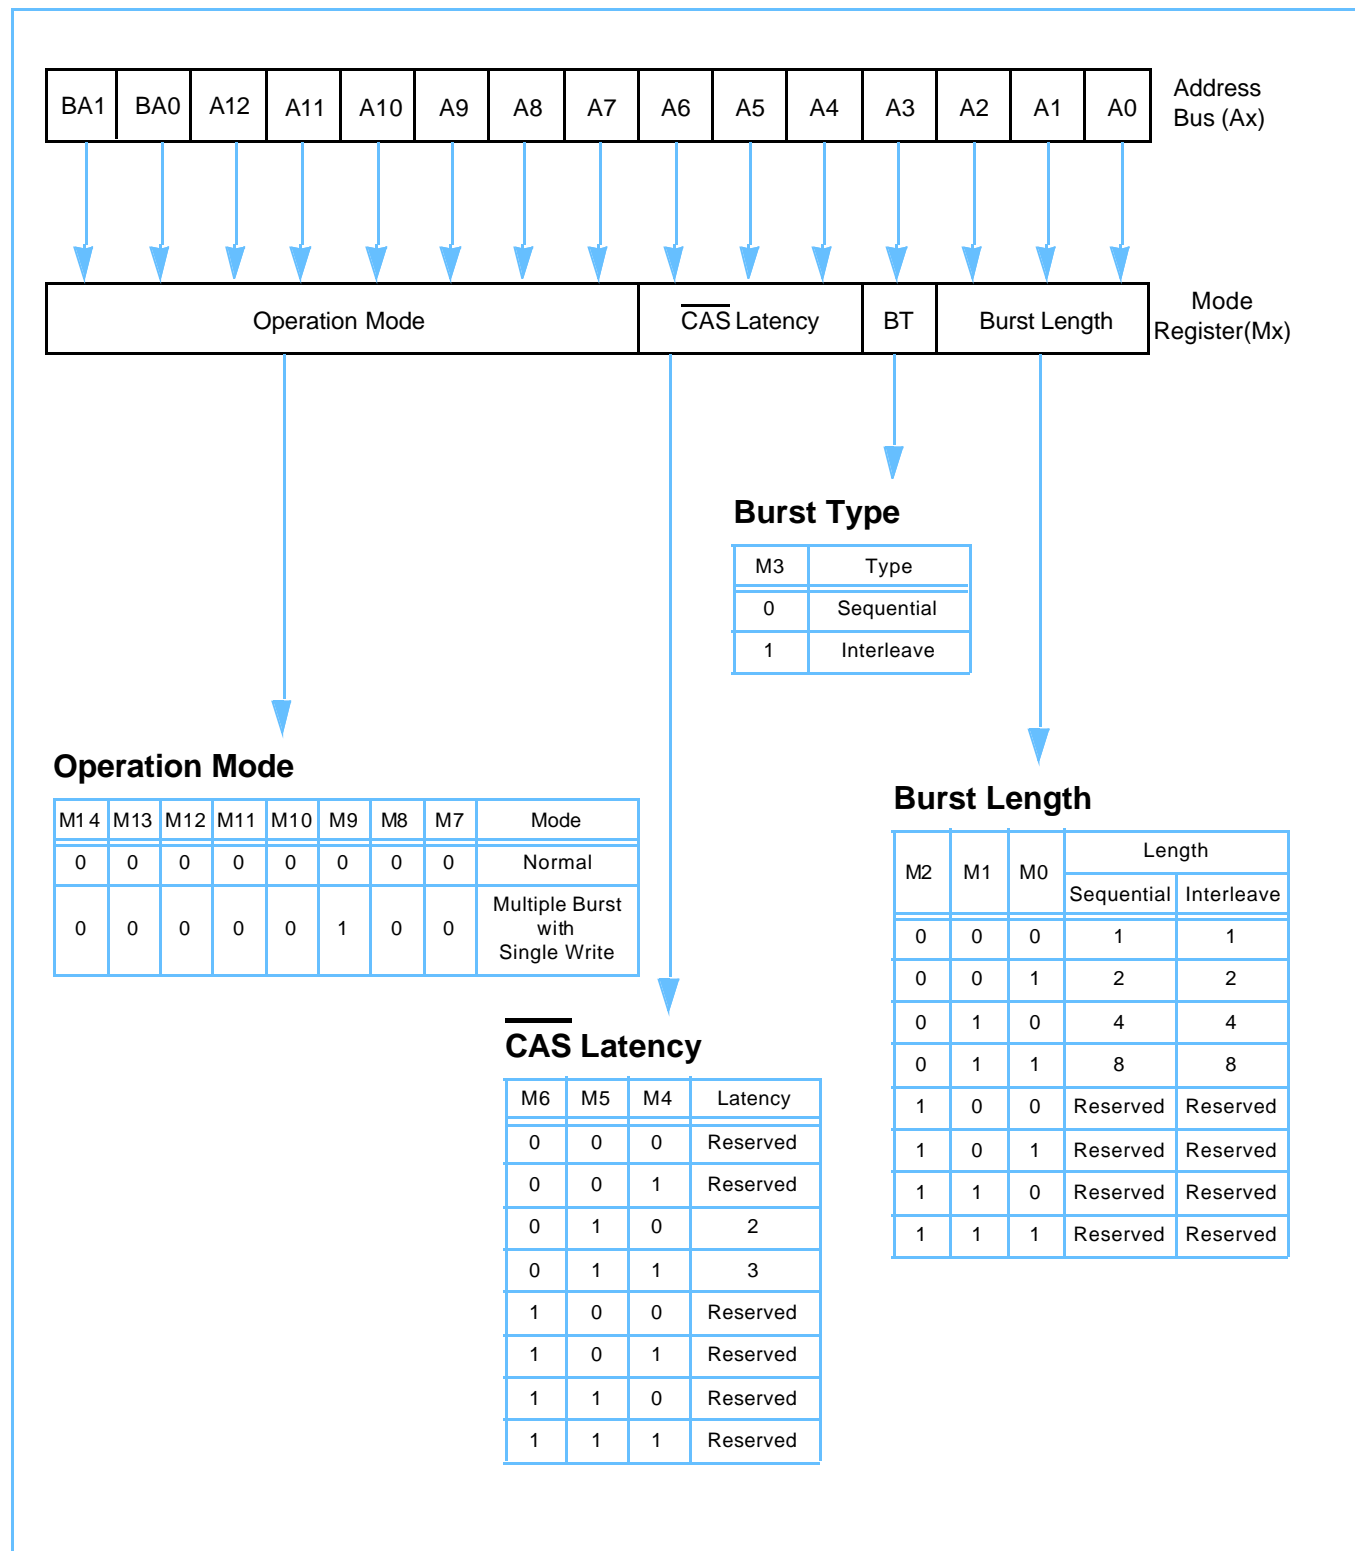 BA1 BA0 A12 A11 A10 A9 A8 A7 A6 A5 A4 A3 A2 A1 A0
Address
Bus (Ax)
Operation Mode CAS Latency BT Burst Length
Mode
Register(Mx)
Burst Type
M3 Type
0 Sequential
1 Interleave
Operation Mode
M14 M13 M12 M11 M10 M9 M8 M7 Mode
0 0 0 0 0 0 0 0 Normal
0 0 0 0 0 1 0 0 Multiple Burst
with
Single Write
Burst Length
M2 M1 M0 Length
Sequential Interleave
0 0 0 1 1
0 0 1 2 2
0 1 0 4 4
0 1 1 8 8
1 0 0 Reserved Reserved
1 0 1 Reserved Reserved
1 1 0 Reserved Reserved
1 1 1 Reserved Reserved
CAS Latency
M6 M5 M4 Latency
0 0 0 Reserved
0 0 1 Reserved
0 1 0 2
0 1 1 3
1 0 0 Reserved
1 0 1 Reserved
1 1 0 Reserved
1 1 1 Reserved